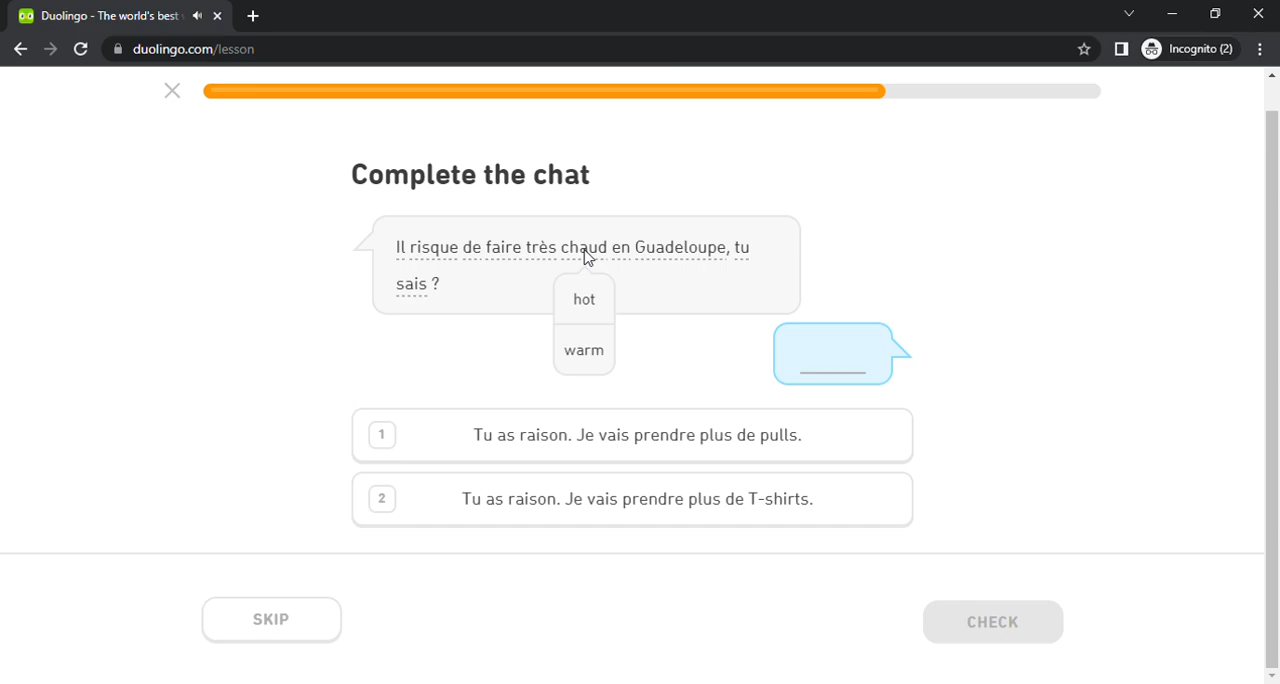 Duolingo - The world's best
duolingo.com/lesson
Incognito (2)
Complete the chat
Il risque de faire très chaud en Guadeloupe, tu
sais ?
hot
warm
1 Tu as raison. Je vais prendre plus de pulls.
2 Tu as raison. Je vais prendre plus de T-shirts.
SKIP
CHECK